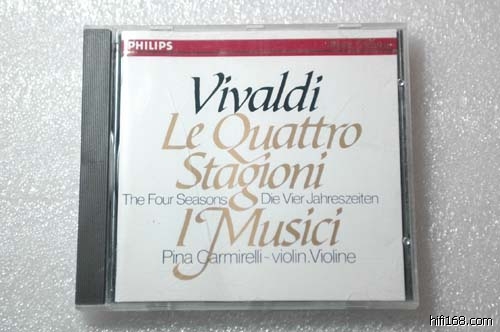 PHILIPS
Vivaldi
Le Quattro
Stagioni
The Four Seasons Die Vier Jahreszeiten
I Musici
Pina Carmirelli - violin.Violine
hifi168.com